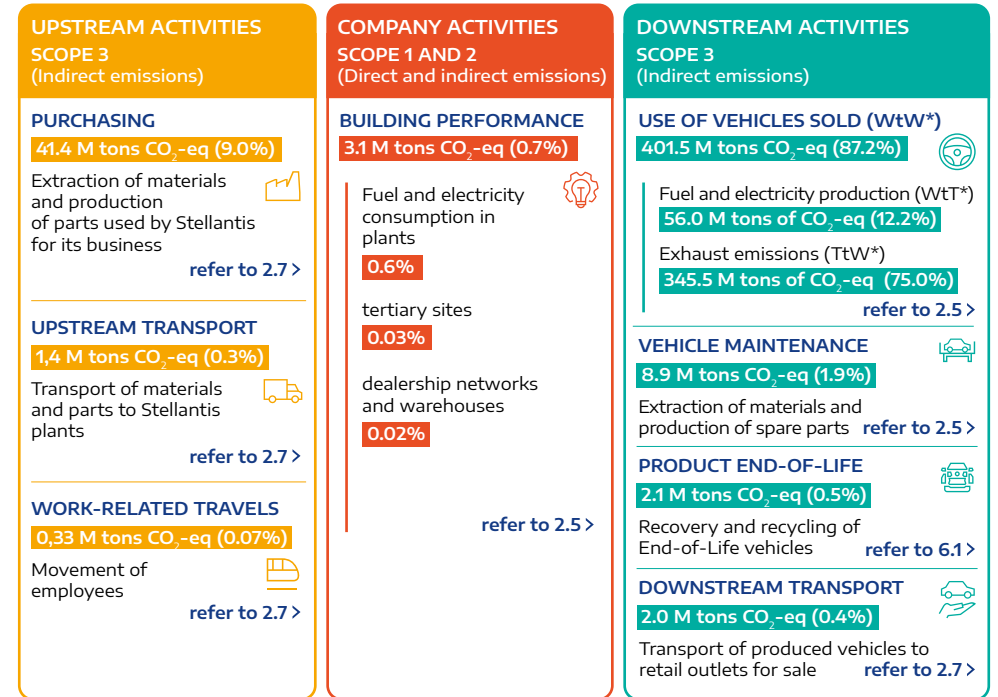 UPSTREAM ACTIVITIES
SCOPE 3
(Indirect emissions)
PURCHASING
41.4 M tons CO₂-eq (9.0%)
Extraction of materials
and production
of parts used by Stellantis
for its business
refer to 2.7 >
UPSTREAM TRANSPORT
1,4 M tons CO₂-eq (0.3%)
Transport of materials
and parts to Stellantis
plants
refer to 2.7 >
WORK-RELATED TRAVELS
0,33 M tons CO₂-eq (0.07%)
Movement of
employees
refer to 2.7 >
COMPANY ACTIVITIES
SCOPE 1 AND 2
(Direct and indirect emissions)
BUILDING PERFORMANCE
3.1 M tons CO₂-eq (0.7%)
Fuel and electricity
consumption in
plants
0.6%
tertiary sites
0.03%
dealership networks
and warehouses
0.02%
refer to 2.5 >
DOWNSTREAM ACTIVITIES
SCOPE 3
(Indirect emissions)
USE OF VEHICLES SOLD (WtW*)
401.5 M tons CO₂-eq (87.2%)
Fuel and electricity production (WtT*)
56.0 M tons of CO₂-eq (12.2%)
Exhaust emissions (TtW*)
345.5 M tons of CO₂-eq (75.0%)
refer to 2.5 >
VEHICLE MAINTENANCE
8.9 M tons CO₂-eq (1.9%)
Extraction of materials and
production of spare parts refer to 2.5 >
PRODUCT END-OF-LIFE
2.1 M tons CO₂-eq (0.5%)
Recovery and recycling of
End-of-Life vehicles refer to 6.1 >
DOWNSTREAM TRANSPORT
2.0 M tons CO₂-eq (0.4%)
Transport of produced vehicles to
retail outlets for sale refer to 2.7 >